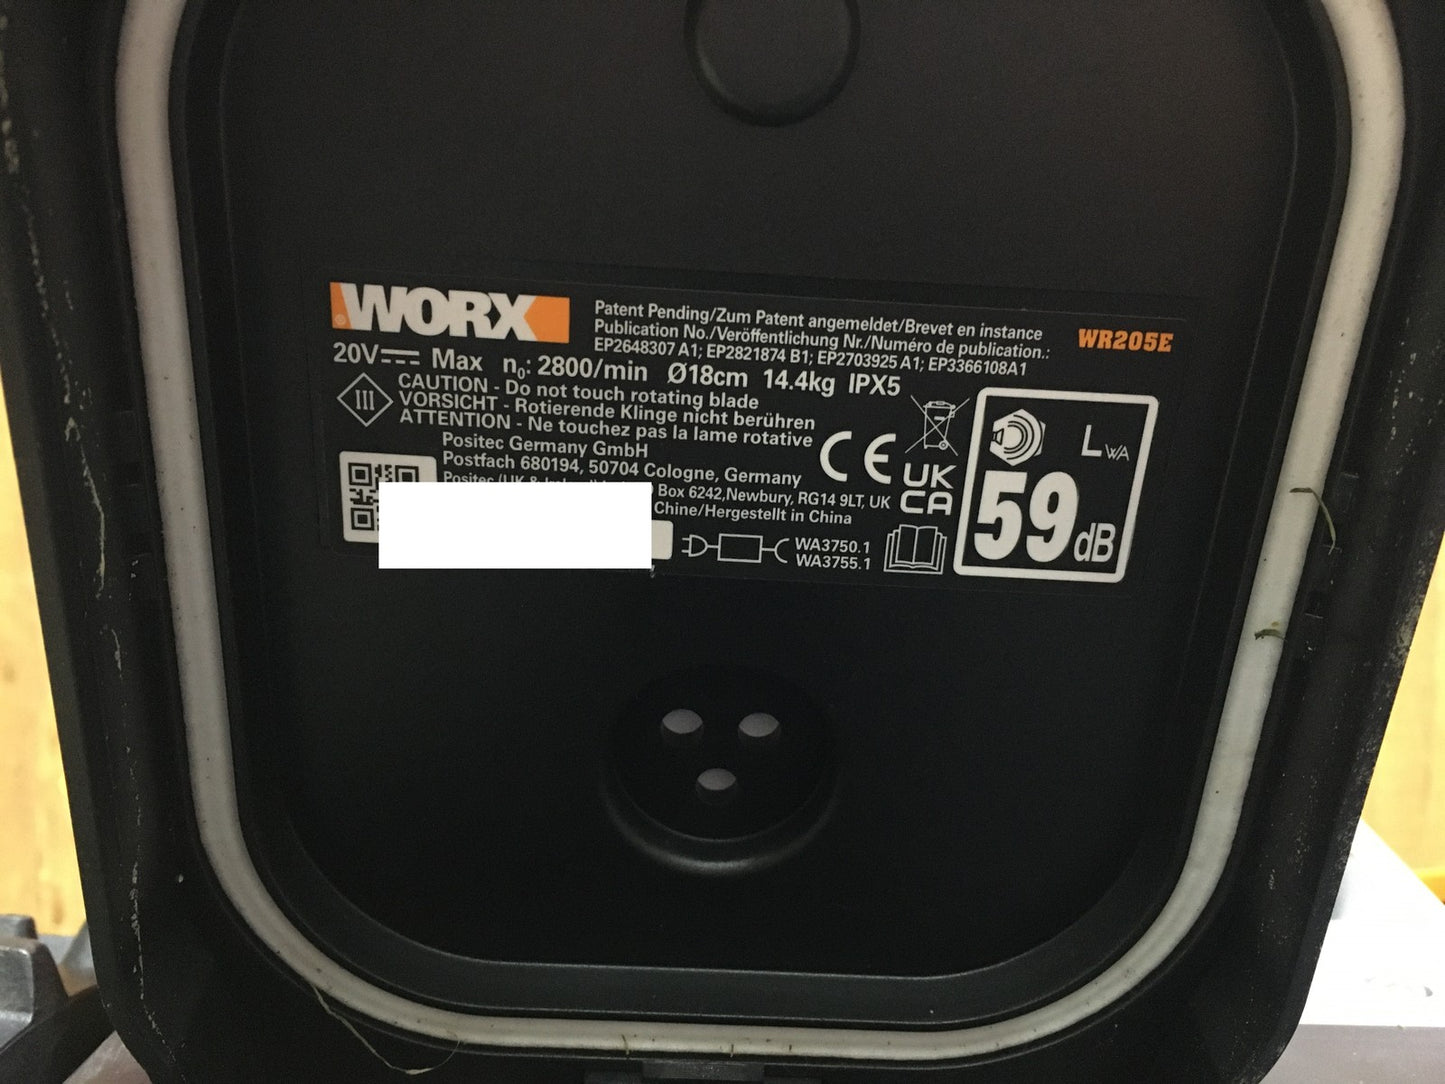 WORX
®
Patent Pending/Zum Patent angemeldet/Brevet en instance
Publication No./Veröffentlichung Nr./Numéro de publication.:
EP2648307 A1; EP2821874 B1; EP2703925 A1; EP3366108A1
WR205E
20V Max n₀: 2800/min Ø18cm 14.4kg IPX5
III
CAUTION - Do not touch rotating blade
VORSICHT - Rotierende Klinge nicht berühren
ATTENTION - Ne touchez pas la lame rotative
Positec Germany GmbH
Postfach 680194, 50704 Cologne, Germany
Positec (UK & Box 6242,Newbury, RG14 9LT, UK
Chine/Hergestellt in China
CE
UK
CA
WA3750.1
WA3755.1
LWA
59dB